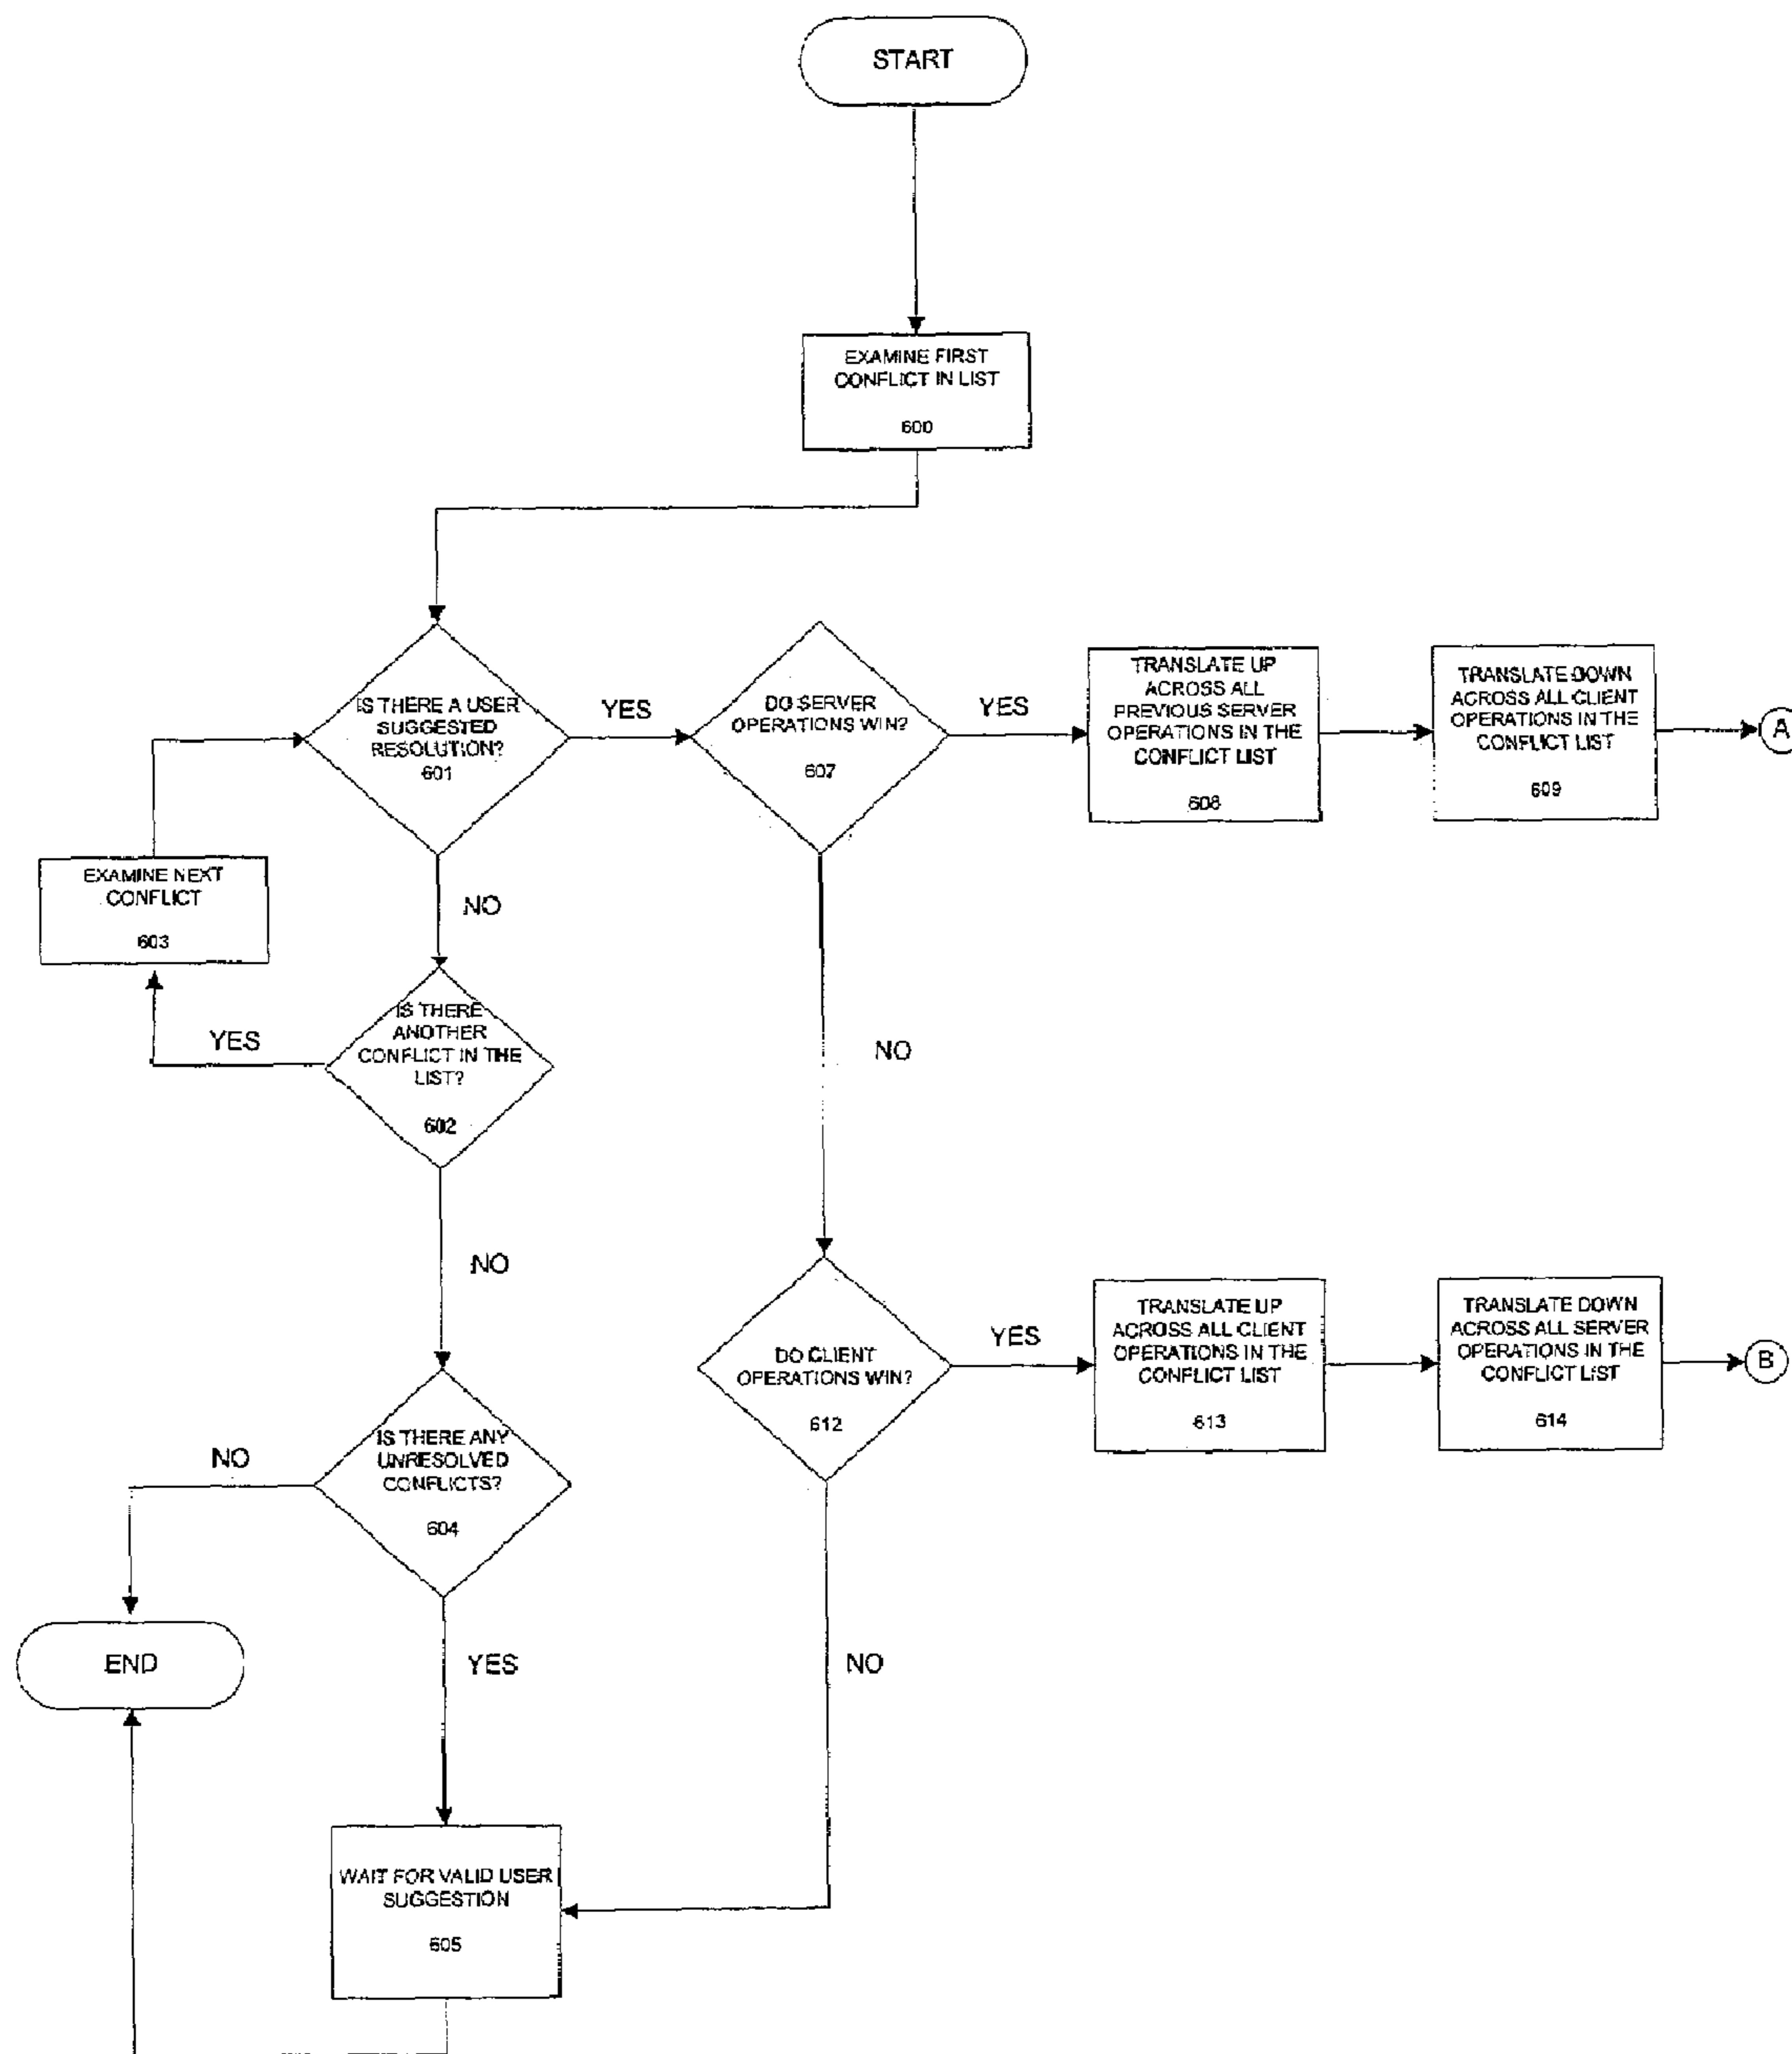 START
EXAMINE FIRST
CONFLICT IN LIST
600
IS THERE A USER
SUGGESTED
RESOLUTION?
601
YES
DO SERVER
OPERATIONS WIN?
607
YES
TRANSLATE UP
ACROSS ALL
PREVIOUS SERVER
OPERATIONS IN THE
CONFLICT LIST
608
TRANSLATE DOWN
ACROSS ALL CLIENT
OPERATIONS IN THE
CONFLICT LIST
609
A
EXAMINE NEXT
CONFLICT
603
NO
IS THERE
ANOTHER
CONFLICT IN THE
LIST?
602
YES
NO
NO
DO CLIENT
OPERATIONS WIN?
612
YES
TRANSLATE UP
ACROSS ALL CLIENT
OPERATIONS IN THE
CONFLICT LIST
613
TRANSLATE DOWN
ACROSS ALL SERVER
OPERATIONS IN THE
CONFLICT LIST
614
B
IS THERE ANY
UNRESOLVED
CONFLICTS?
604
NO
END
YES
NO
WAIT FOR VALID USER
SUGGESTION
605